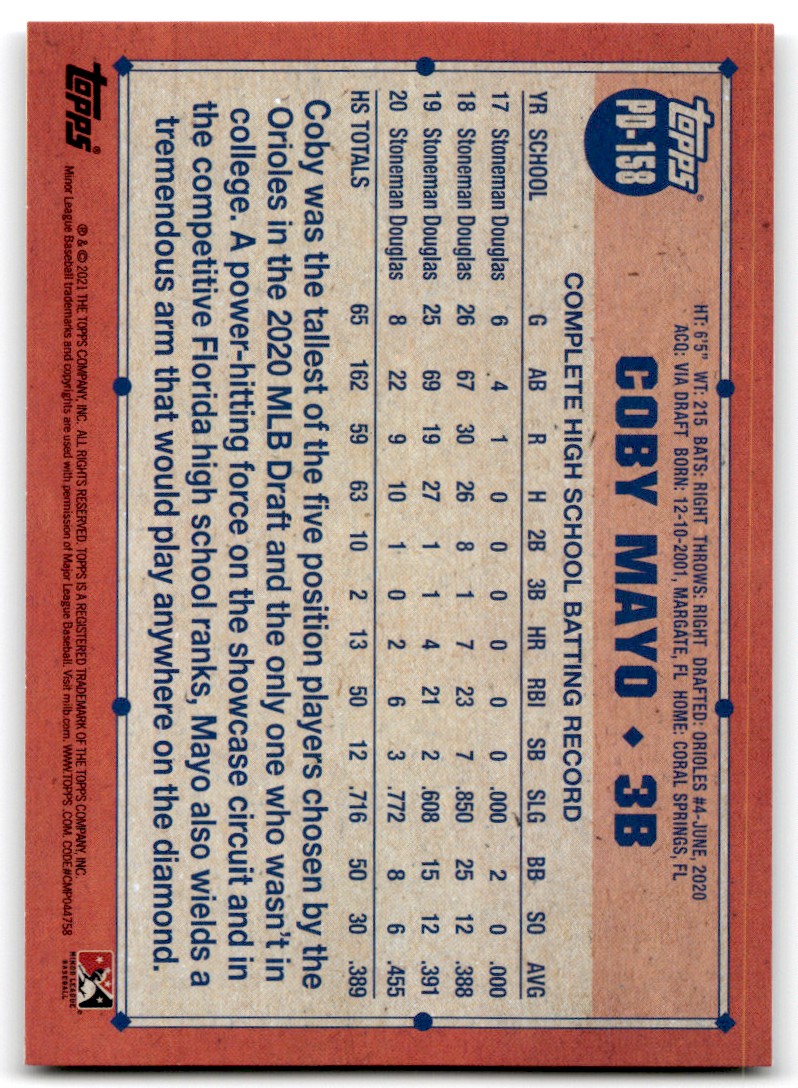 topps®
PD-158
HT: 6'5" WT: 215 BATS: RIGHT THROWS: RIGHT DRAFTED: ORIOLES #4-JUNE, 2020
ACQ: VIA DRAFT BORN: 12-10-2001, MARGATE, FL HOME: CORAL SPRINGS, FL
COBY MAYO ♦ 3B
COMPLETE HIGH SCHOOL BATTING RECORD
YR SCHOOL G AB R H 2B 3B HR RBI SB SLG BB SO AVG
17 Stoneman Douglas 6 4 1 0 0 0 0 0 0 .000 2 0 .000
18 Stoneman Douglas 26 67 30 26 8 1 7 23 7 .850 25 12 .388
19 Stoneman Douglas 25 69 19 27 1 1 4 21 2 .608 15 12 .391
20 Stoneman Douglas 8 22 9 10 1 0 2 6 3 .772 8 6 .455
HS TOTALS 65 162 59 63 10 2 13 50 12 .716 50 30 .389
Coby was the tallest of the five position players chosen by the
Orioles in the 2020 MLB Draft and the only one who wasn't in
college. A power-hitting force on the showcase circuit and in
the competitive Florida high school ranks, Mayo also wields a
tremendous arm that would play anywhere on the diamond.
topps®
℗ & © 2021 THE TOPPS COMPANY, INC. ALL RIGHTS RESERVED. TOPPS IS A REGISTERED TRADEMARK OF THE TOPPS COMPANY, INC.
Minor League Baseball trademarks and copyrights are used with permission of Major League Baseball. Visit milb.com. WWW.TOPPS.COM. CODE#CMP044758
MINOR LEAGUE
BASEBALL